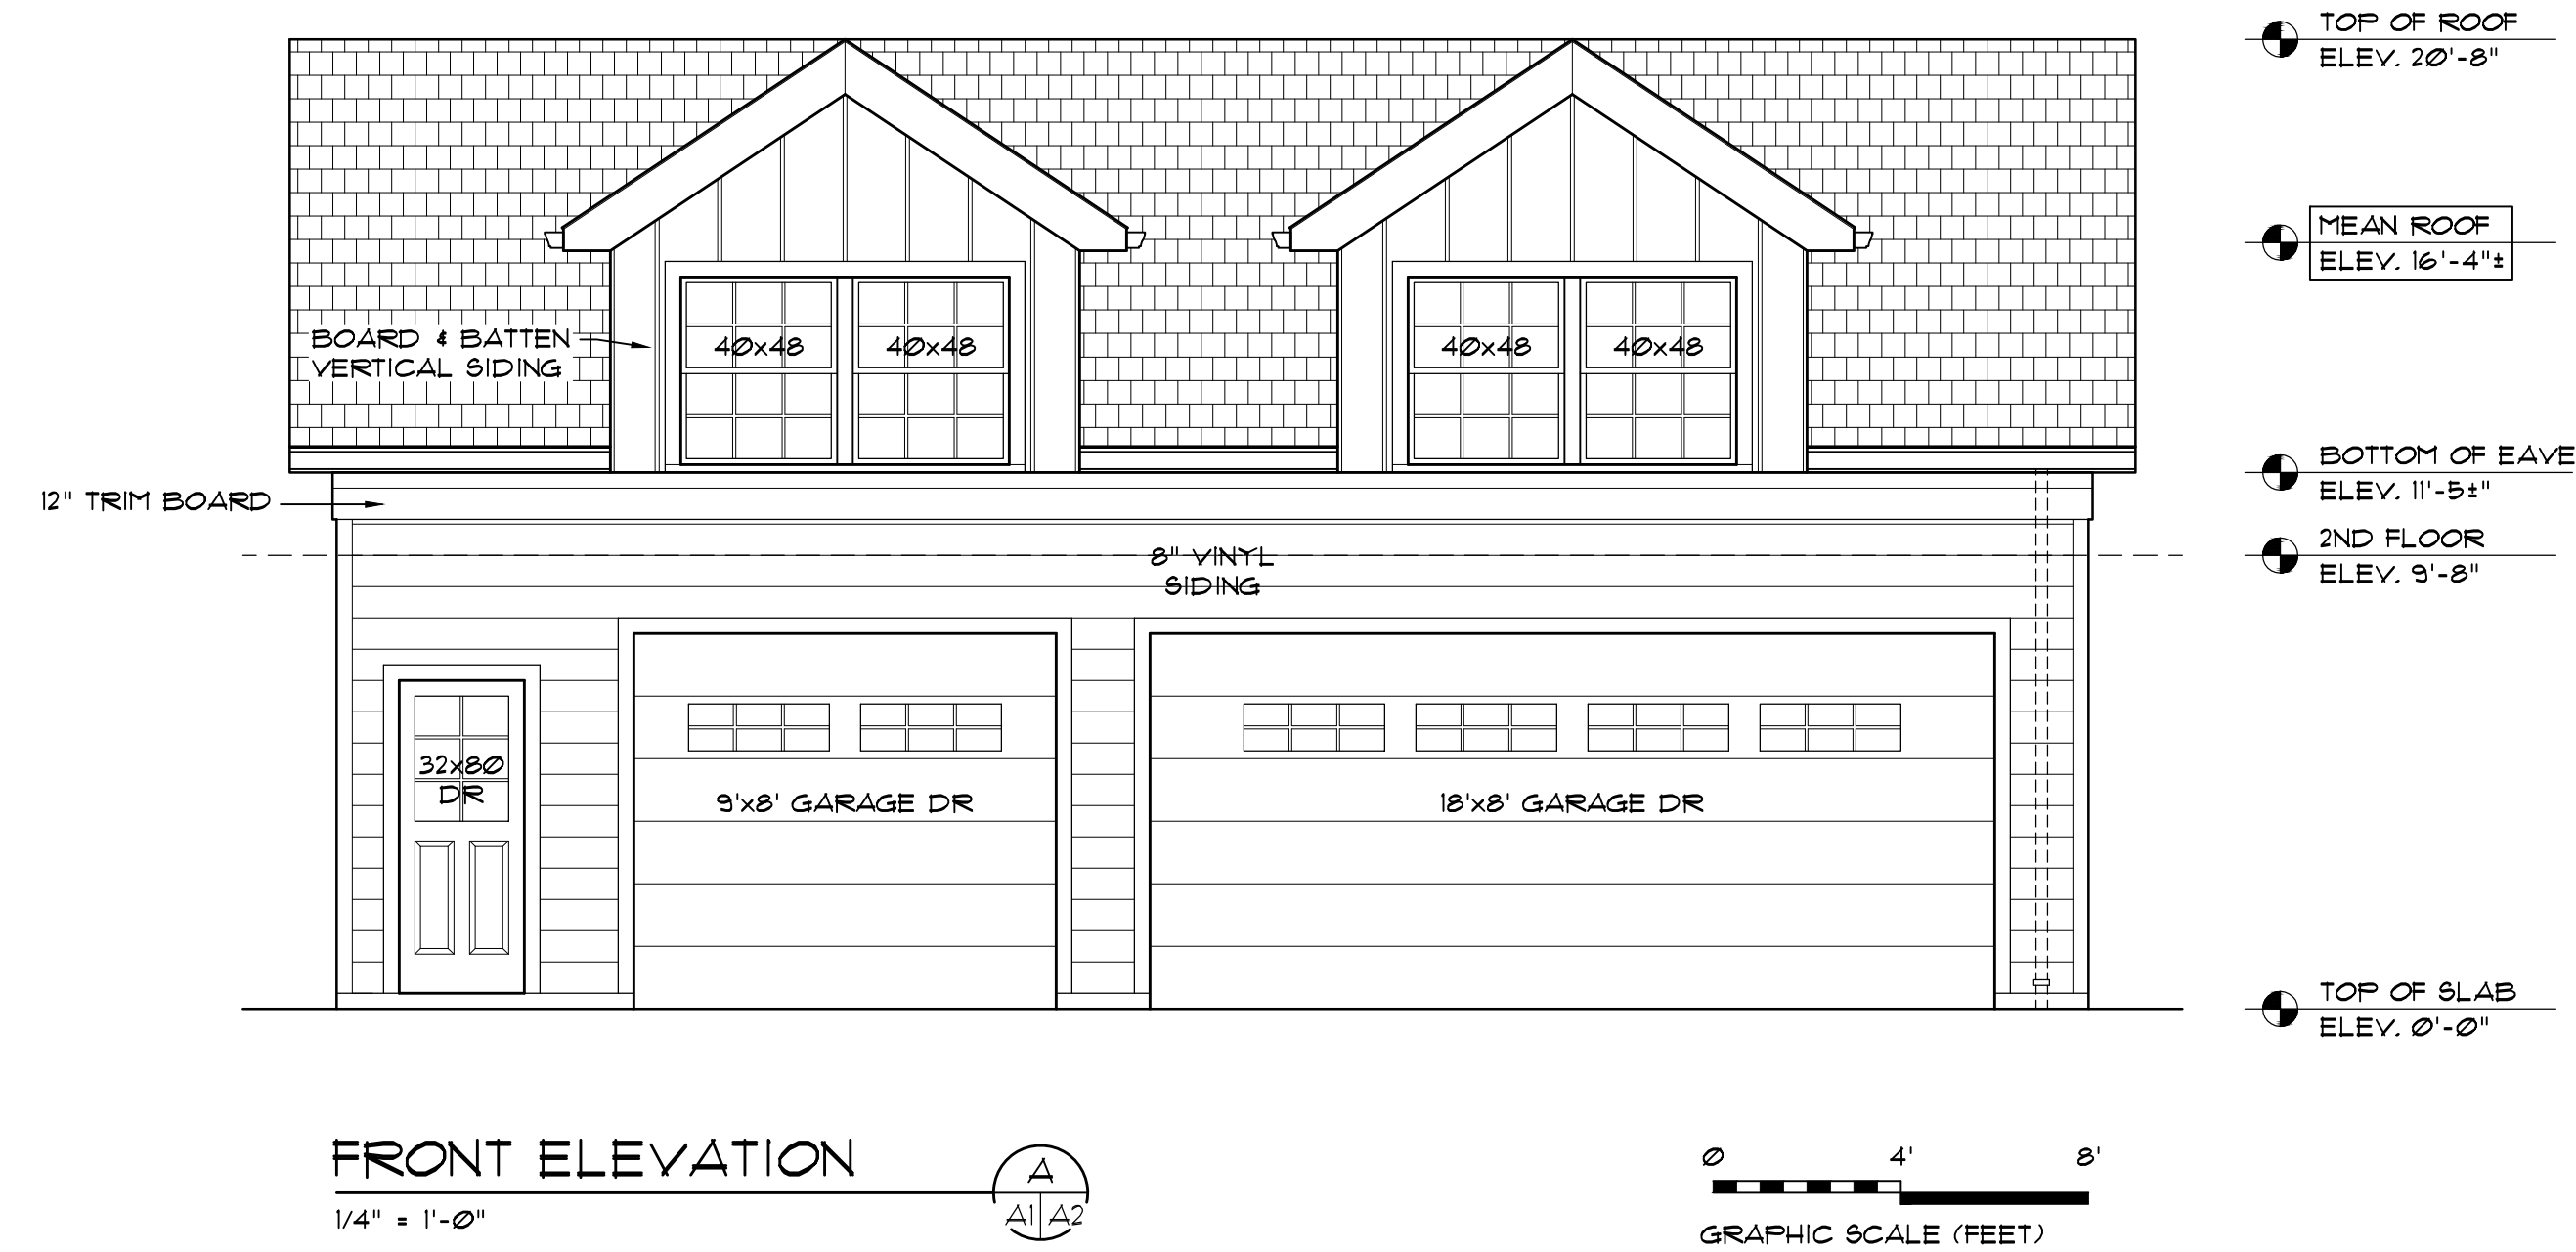 TOP OF ROOF
ELEV. 20'-8"
MEAN ROOF
ELEV. 16'-4"±
BOARD & BATTEN
VERTICAL SIDING
40x48
40x48
40x48
40x48
BOTTOM OF EAVE
ELEV. 11'-5±"
12" TRIM BOARD
2ND FLOOR
ELEV. 9'-8"
8" VINYL
SIDING
32x80
DR
9'x8' GARAGE DR
18'x8' GARAGE DR
TOP OF SLAB
ELEV. 0'-0"
FRONT ELEVATION
1/4" = 1'-0"
A
A1 A2
0 4' 8'
GRAPHIC SCALE (FEET)